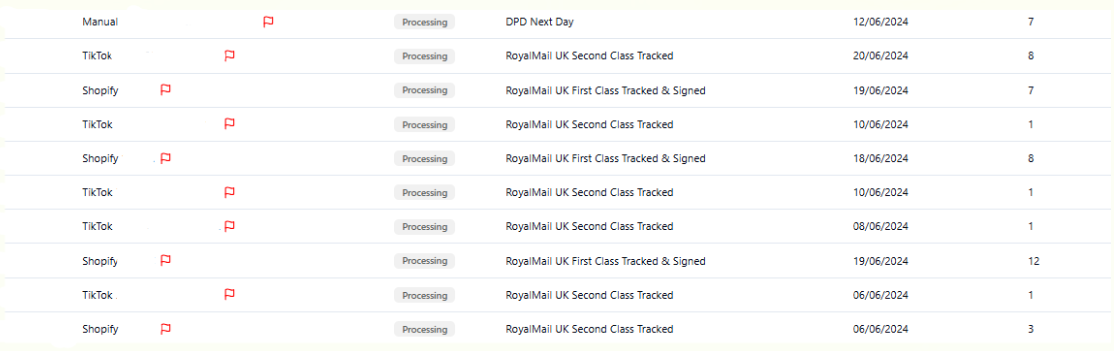 Manual Processing DPD Next Day 12/06/2024 7
TikTok Processing RoyalMail UK Second Class Tracked 20/06/2024 8
Shopify Processing RoyalMail UK First Class Tracked & Signed 19/06/2024 7
TikTok Processing RoyalMail UK Second Class Tracked 10/06/2024 1
Shopify Processing RoyalMail UK First Class Tracked & Signed 18/06/2024 8
TikTok Processing RoyalMail UK Second Class Tracked 10/06/2024 1
TikTok Processing RoyalMail UK Second Class Tracked 08/06/2024 1
Shopify Processing RoyalMail UK First Class Tracked & Signed 19/06/2024 12
TikTok Processing RoyalMail UK Second Class Tracked 06/06/2024 1
Shopify Processing RoyalMail UK Second Class Tracked 06/06/2024 3